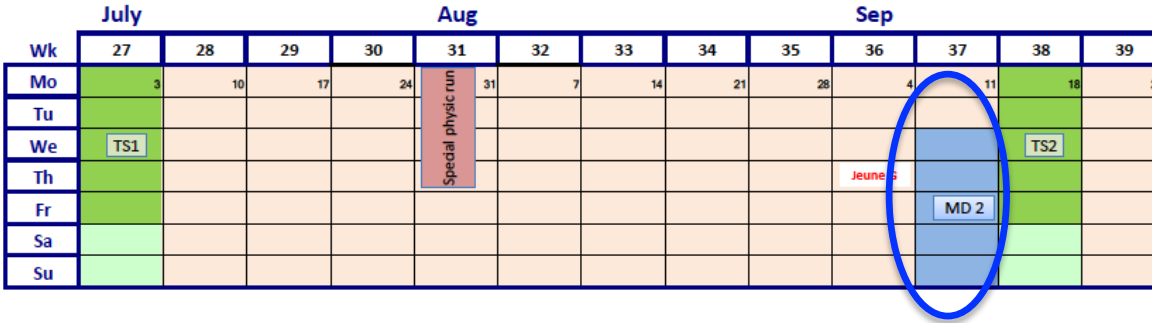 July Aug Sep
Wk 27 28 29 30 31 32 33 34 35 36 37 38 39
Mo 3 10 17 24 31 7 14 21 28 4 11 18
Tu
We TS1 TS2
Th Jeune G
Fr MD 2
Sa
Su
Special physic run